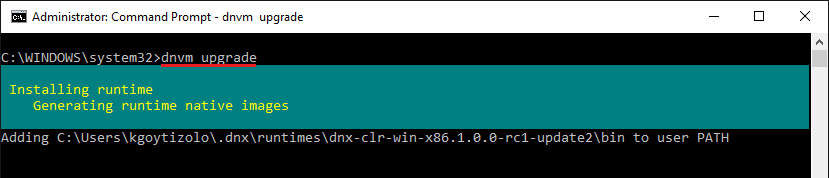 Administrator: Command Prompt - dnvm  upgrade
C:\WINDOWS\system32>dnvm upgrade
Installing runtime
Generating runtime native images
Adding C:\Users\kgoytizolo\.dnx\runtimes\dnx-clr-win-x86.1.0.0-rc1-update2\bin to user PATH